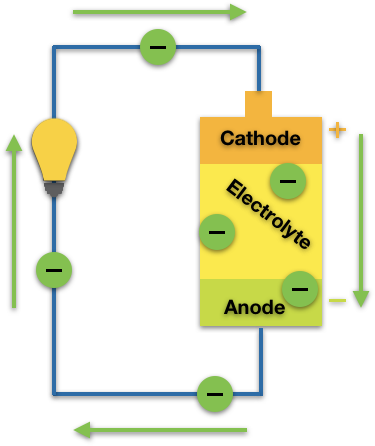 Cathode
+
Electrolyte
Anode
−